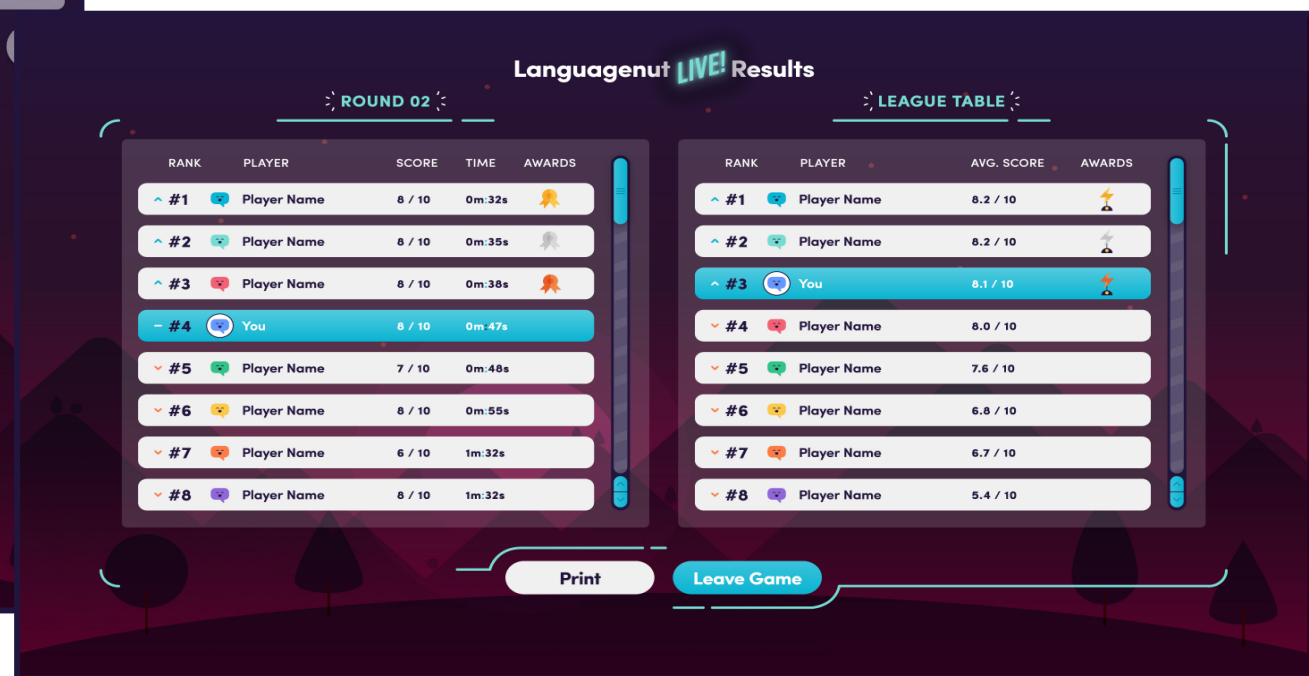 Languagenut LIVE! Results
ROUND 02
RANK PLAYER SCORE TIME AWARDS
#1 Player Name 8 / 10 0m:32s
#2 Player Name 8 / 10 0m:35s
#3 Player Name 8 / 10 0m:38s
#4 You 8 / 10 0m:47s
#5 Player Name 7 / 10 0m:48s
#6 Player Name 8 / 10 0m:55s
#7 Player Name 6 / 10 1m:32s
#8 Player Name 8 / 10 1m:32s
LEAGUE TABLE
RANK PLAYER AVG. SCORE AWARDS
#1 Player Name 8.2 / 10
#2 Player Name 8.2 / 10
#3 You 8.1 / 10
#4 Player Name 8.0 / 10
#5 Player Name 7.6 / 10
#6 Player Name 6.8 / 10
#7 Player Name 6.7 / 10
#8 Player Name 5.4 / 10
Print
Leave Game